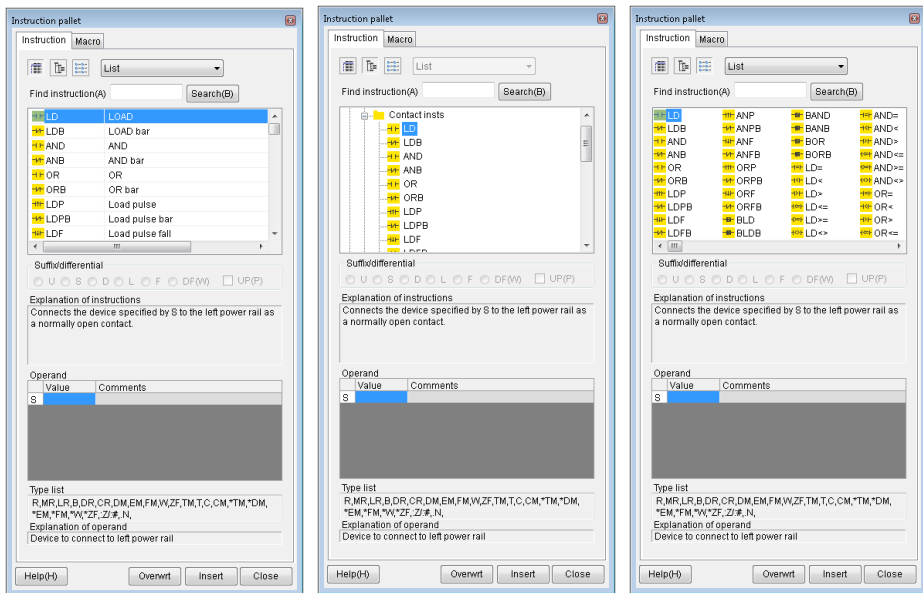 Instruction pallet
Instruction Macro
List
Find instruction(A) Search(B)
LD LOAD
LDB LOAD bar
AND AND
ANB AND bar
OR OR
ORB OR bar
LDP Load pulse
LDPB Load pulse bar
LDF Load pulse fall
Suffix/differential
U S D L F DF(W) UP(P)
Explanation of instructions
Connects the device specified by S to the left power rail as
a normally open contact.
Operand
Value Comments
S
Type list
R,MR,LR,B,DR,CR,DM,EM,FM,W,ZF,TM,T,C,CM,*TM,*DM,
*EM,*FM,*W,*ZF,:Z/:#,.N,
Explanation of operand
Device to connect to left power rail
Help(H) Overwrt Insert Close
Instruction pallet
Instruction Macro
List
Find instruction(A) Search(B)
Contact insts
LD
LDB
AND
ANB
OR
ORB
LDP
LDPB
LDF
LDFB
Suffix/differential
U S D L F DF(W) UP(P)
Explanation of instructions
Connects the device specified by S to the left power rail as
a normally open contact.
Operand
Value Comments
S
Type list
R,MR,LR,B,DR,CR,DM,EM,FM,W,ZF,TM,T,C,CM,*TM,*DM,
*EM,*FM,*W,*ZF,:Z/:#,.N,
Explanation of operand
Device to connect to left power rail
Help(H) Overwrt Insert Close
Instruction pallet
Instruction Macro
List
Find instruction(A) Search(B)
LD ANP BAND AND=
LDB ANPB BANB AND<
AND ANF BOR AND>
ANB ANFB BORB AND<=
OR ORP LD= AND>=
ORB ORPB LD< AND<>
LDP ORF LD> OR=
LDPB ORFB LD<= OR<
LDF BLD LD>= OR>
LDFB BLDB LD<> OR<=
Suffix/differential
U S D L F DF(W) UP(P)
Explanation of instructions
Connects the device specified by S to the left power rail as
a normally open contact.
Operand
Value Comments
S
Type list
R,MR,LR,B,DR,CR,DM,EM,FM,W,ZF,TM,T,C,CM,*TM,*DM,
*EM,*FM,*W,*ZF,:Z/:#,.N,
Explanation of operand
Device to connect to left power rail
Help(H) Overwrt Insert Close